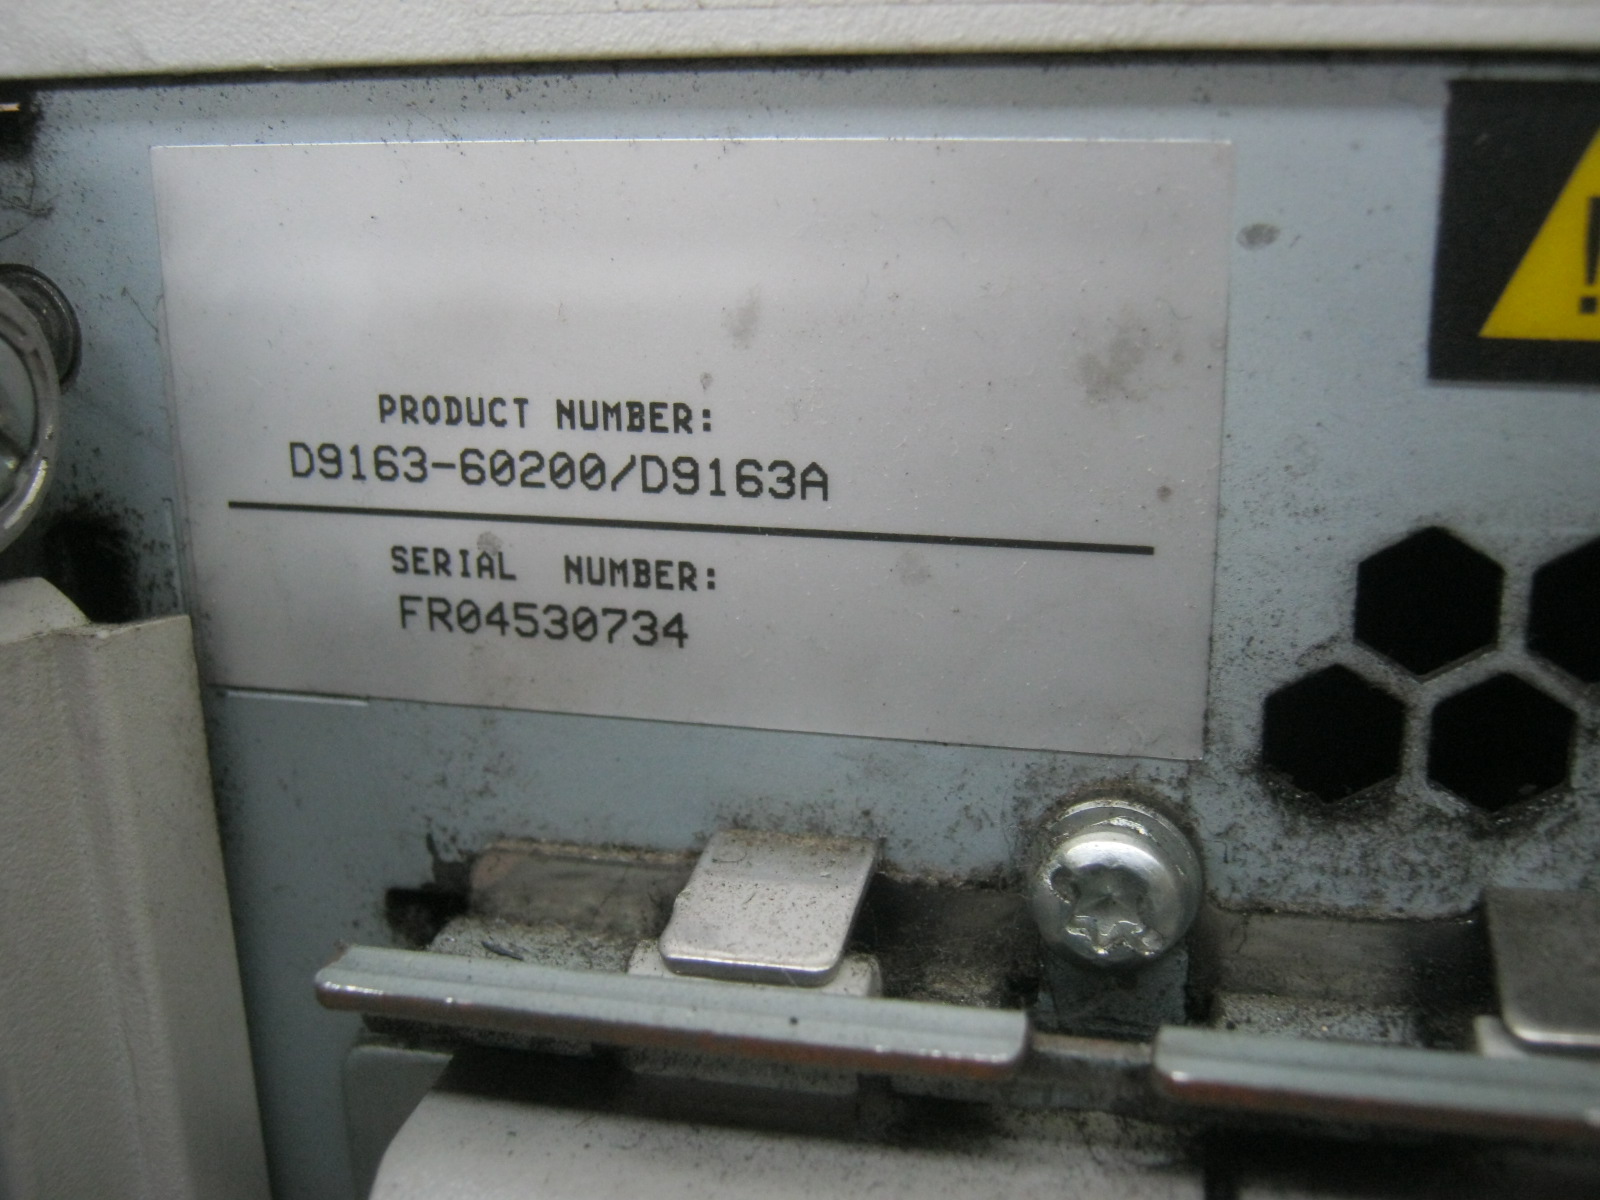 PRODUCT NUMBER:
D9163-60200/D9163A
SERIAL NUMBER:
FR04530734